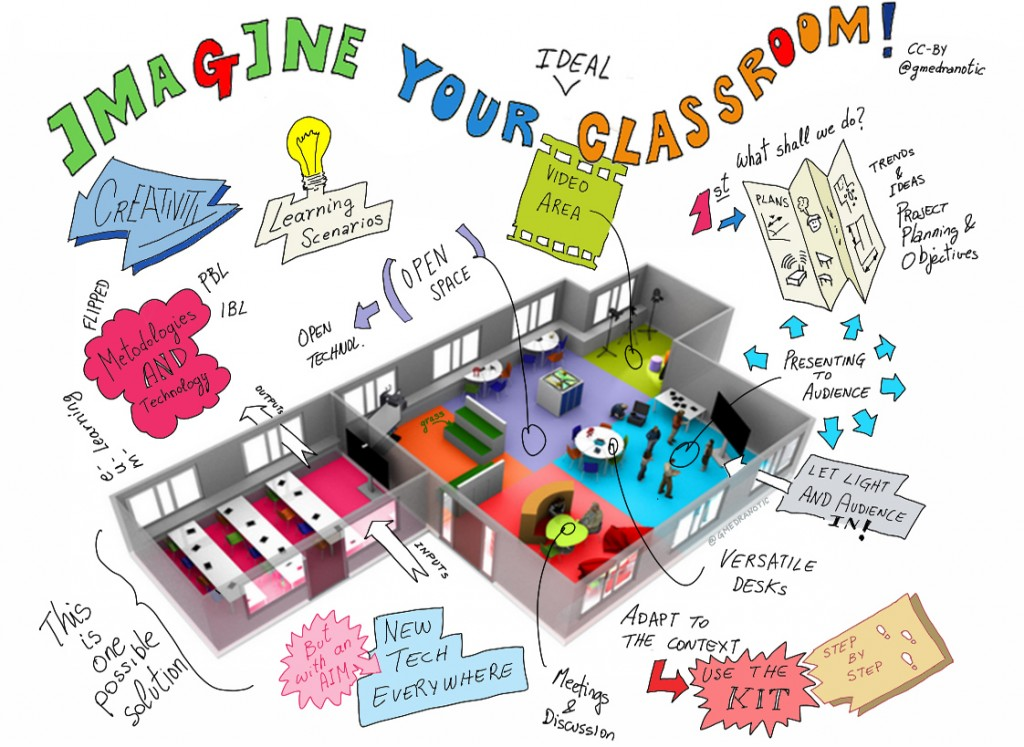 IMAGINE YOUR CLASSROOM!
IDEAL
CC-BY
@gmedranotic
CREATIVITY
Learning
Scenarios
VIDEO
AREA
1st
What shall we do?
PLANS
TRENDS
&
IDEAS
PROJECT
Planning &
Objectives
OPEN
SPACE
OPEN
TECHNOL.
FLIPPED
PBL
IBL
Metodologies
AND
Technology
OUTPUTS
grass
PRESENTING
TO
AUDIENCE
LET LIGHT
AND AUDIENCE
IN!
@GMEDRANOTIC
INPUTS
VERSATILE
DESKS
This
is
one
possible
solution
But
with an
AIM
NEW
TECH
EVERYWHERE
Meetings
&
Discussion
ADAPT TO
THE CONTEXT
USE THE
KIT
STEP
BY
STEP